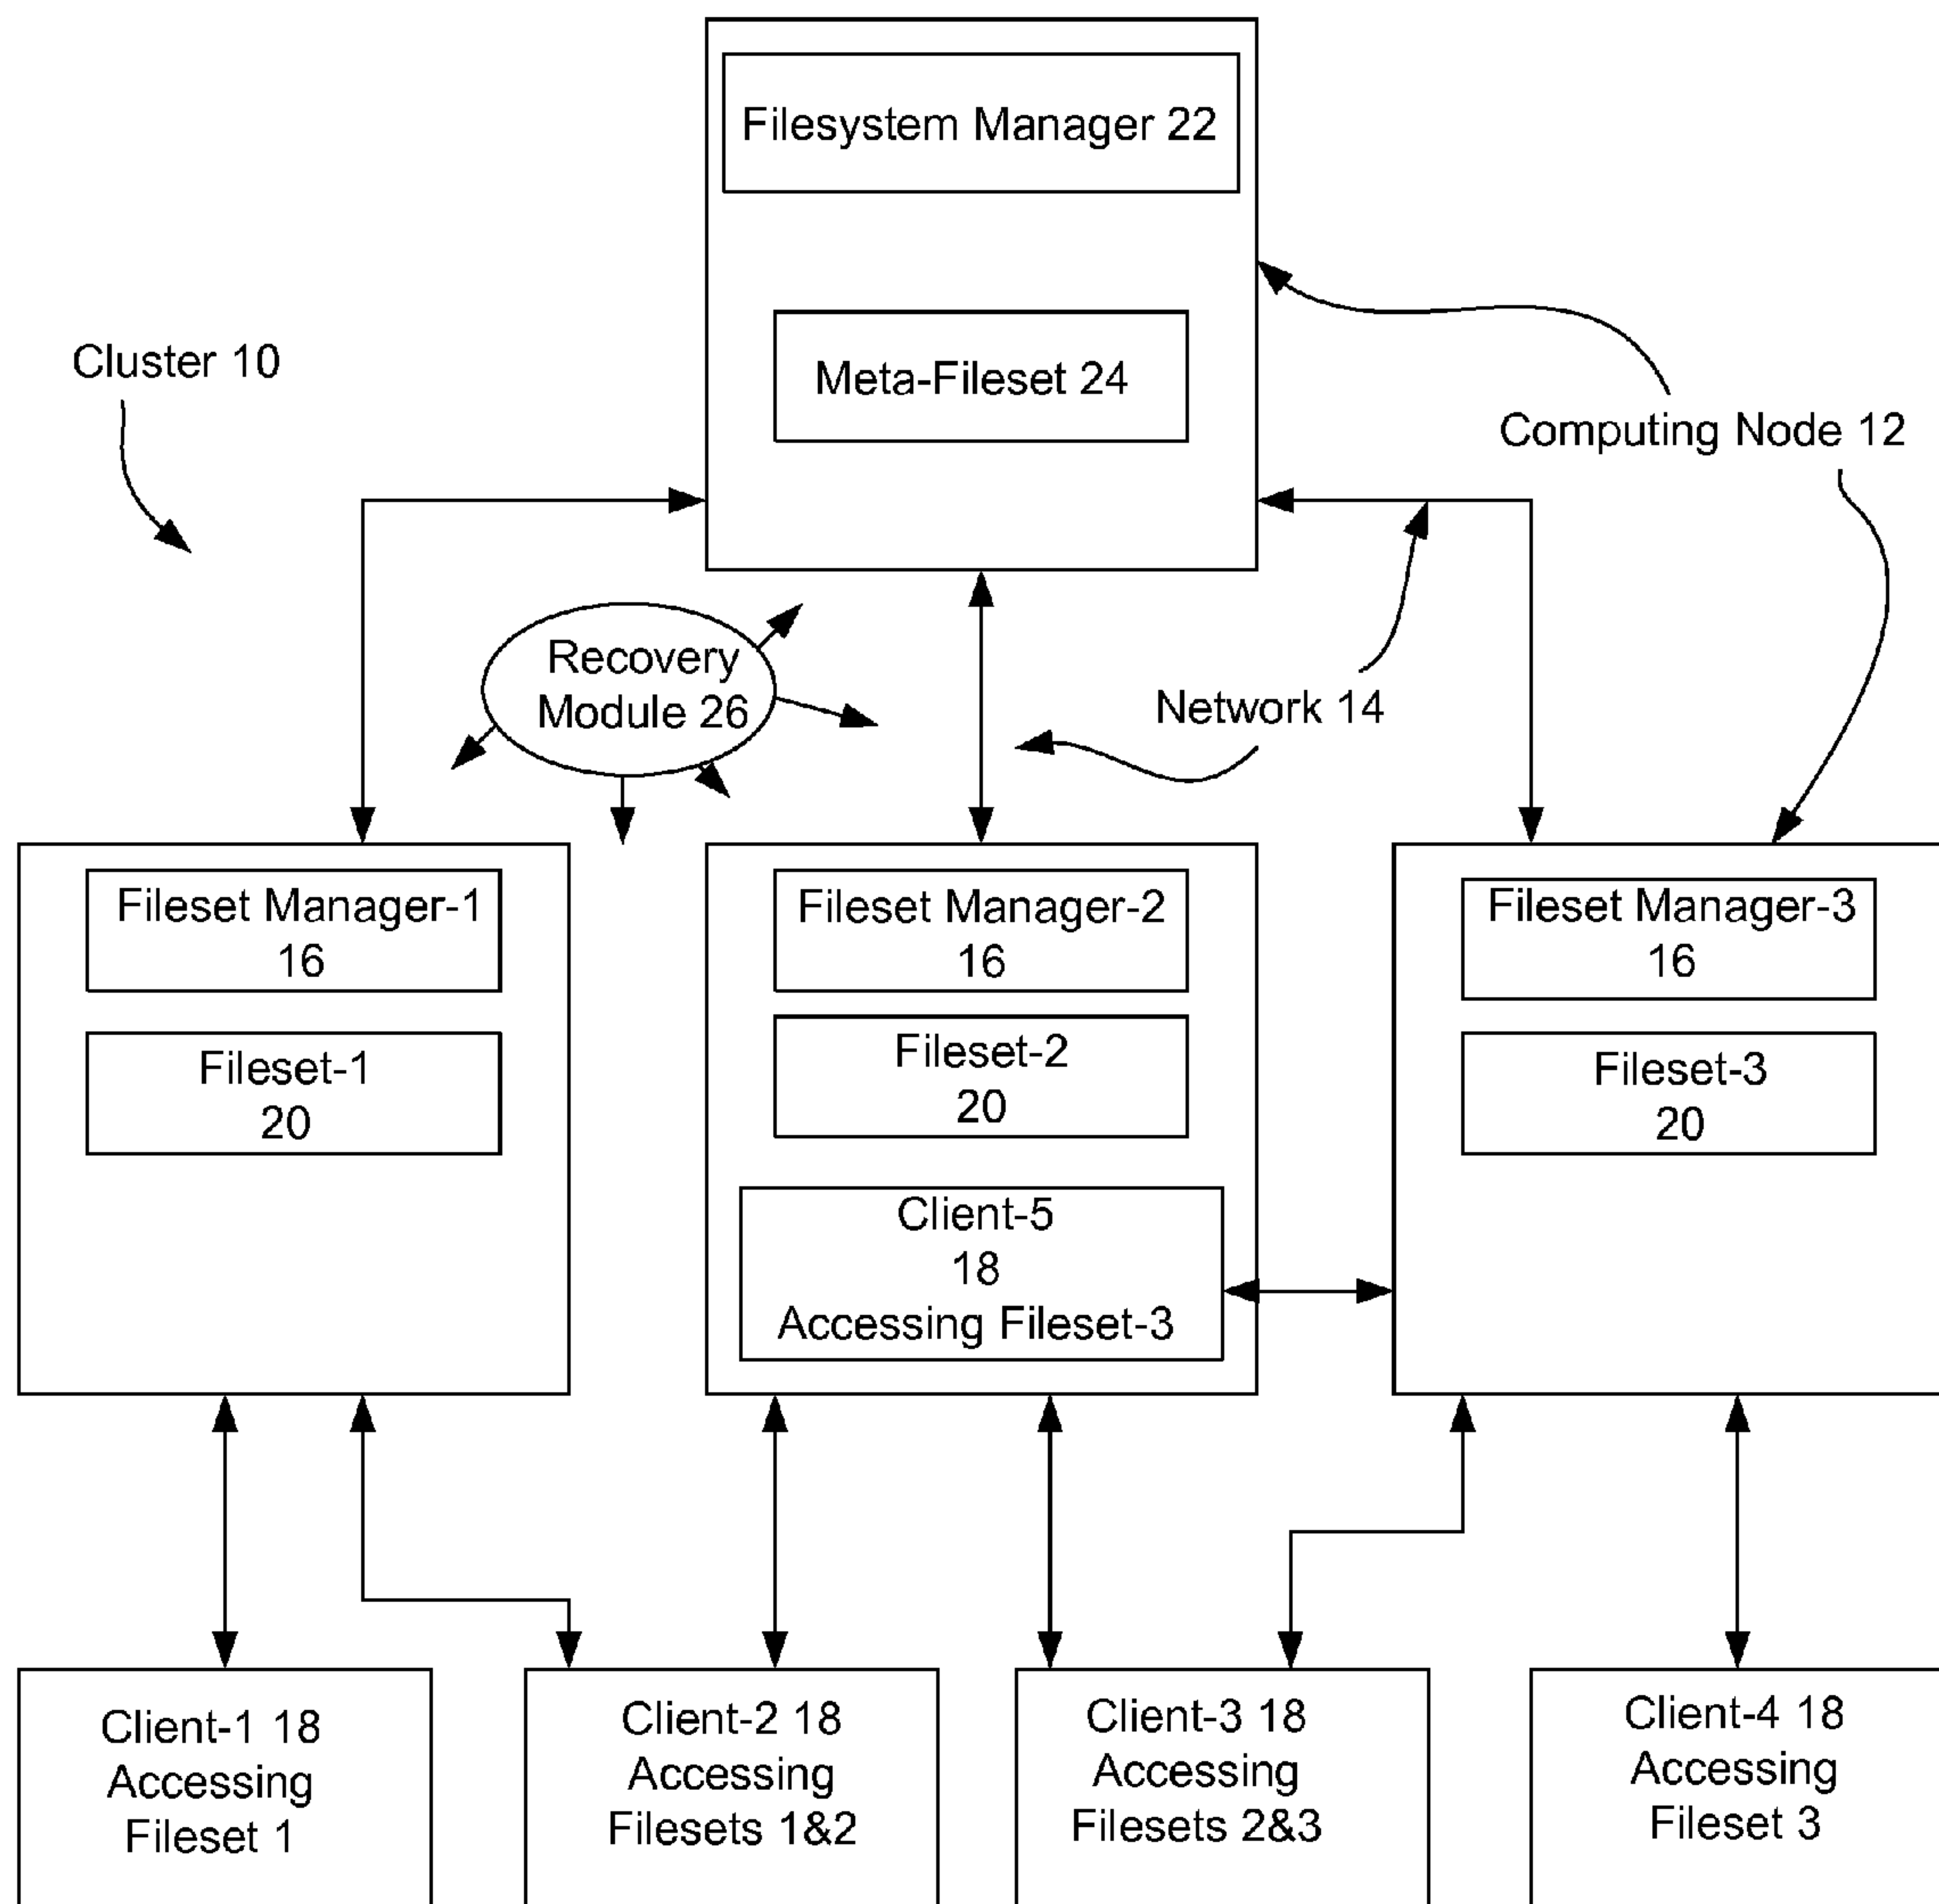 Filesystem Manager 22
Meta-Fileset 24
Cluster 10
Computing Node 12
Recovery
Module 26
Network 14
Fileset Manager-1
16
Fileset-1
20
Fileset Manager-2
16
Fileset-2
20
Client-5
18
Accessing Fileset-3
Fileset Manager-3
16
Fileset-3
20
Client-1 18
Accessing
Fileset 1
Client-2 18
Accessing
Filesets 1&2
Client-3 18
Accessing
Filesets 2&3
Client-4 18
Accessing
Fileset 3